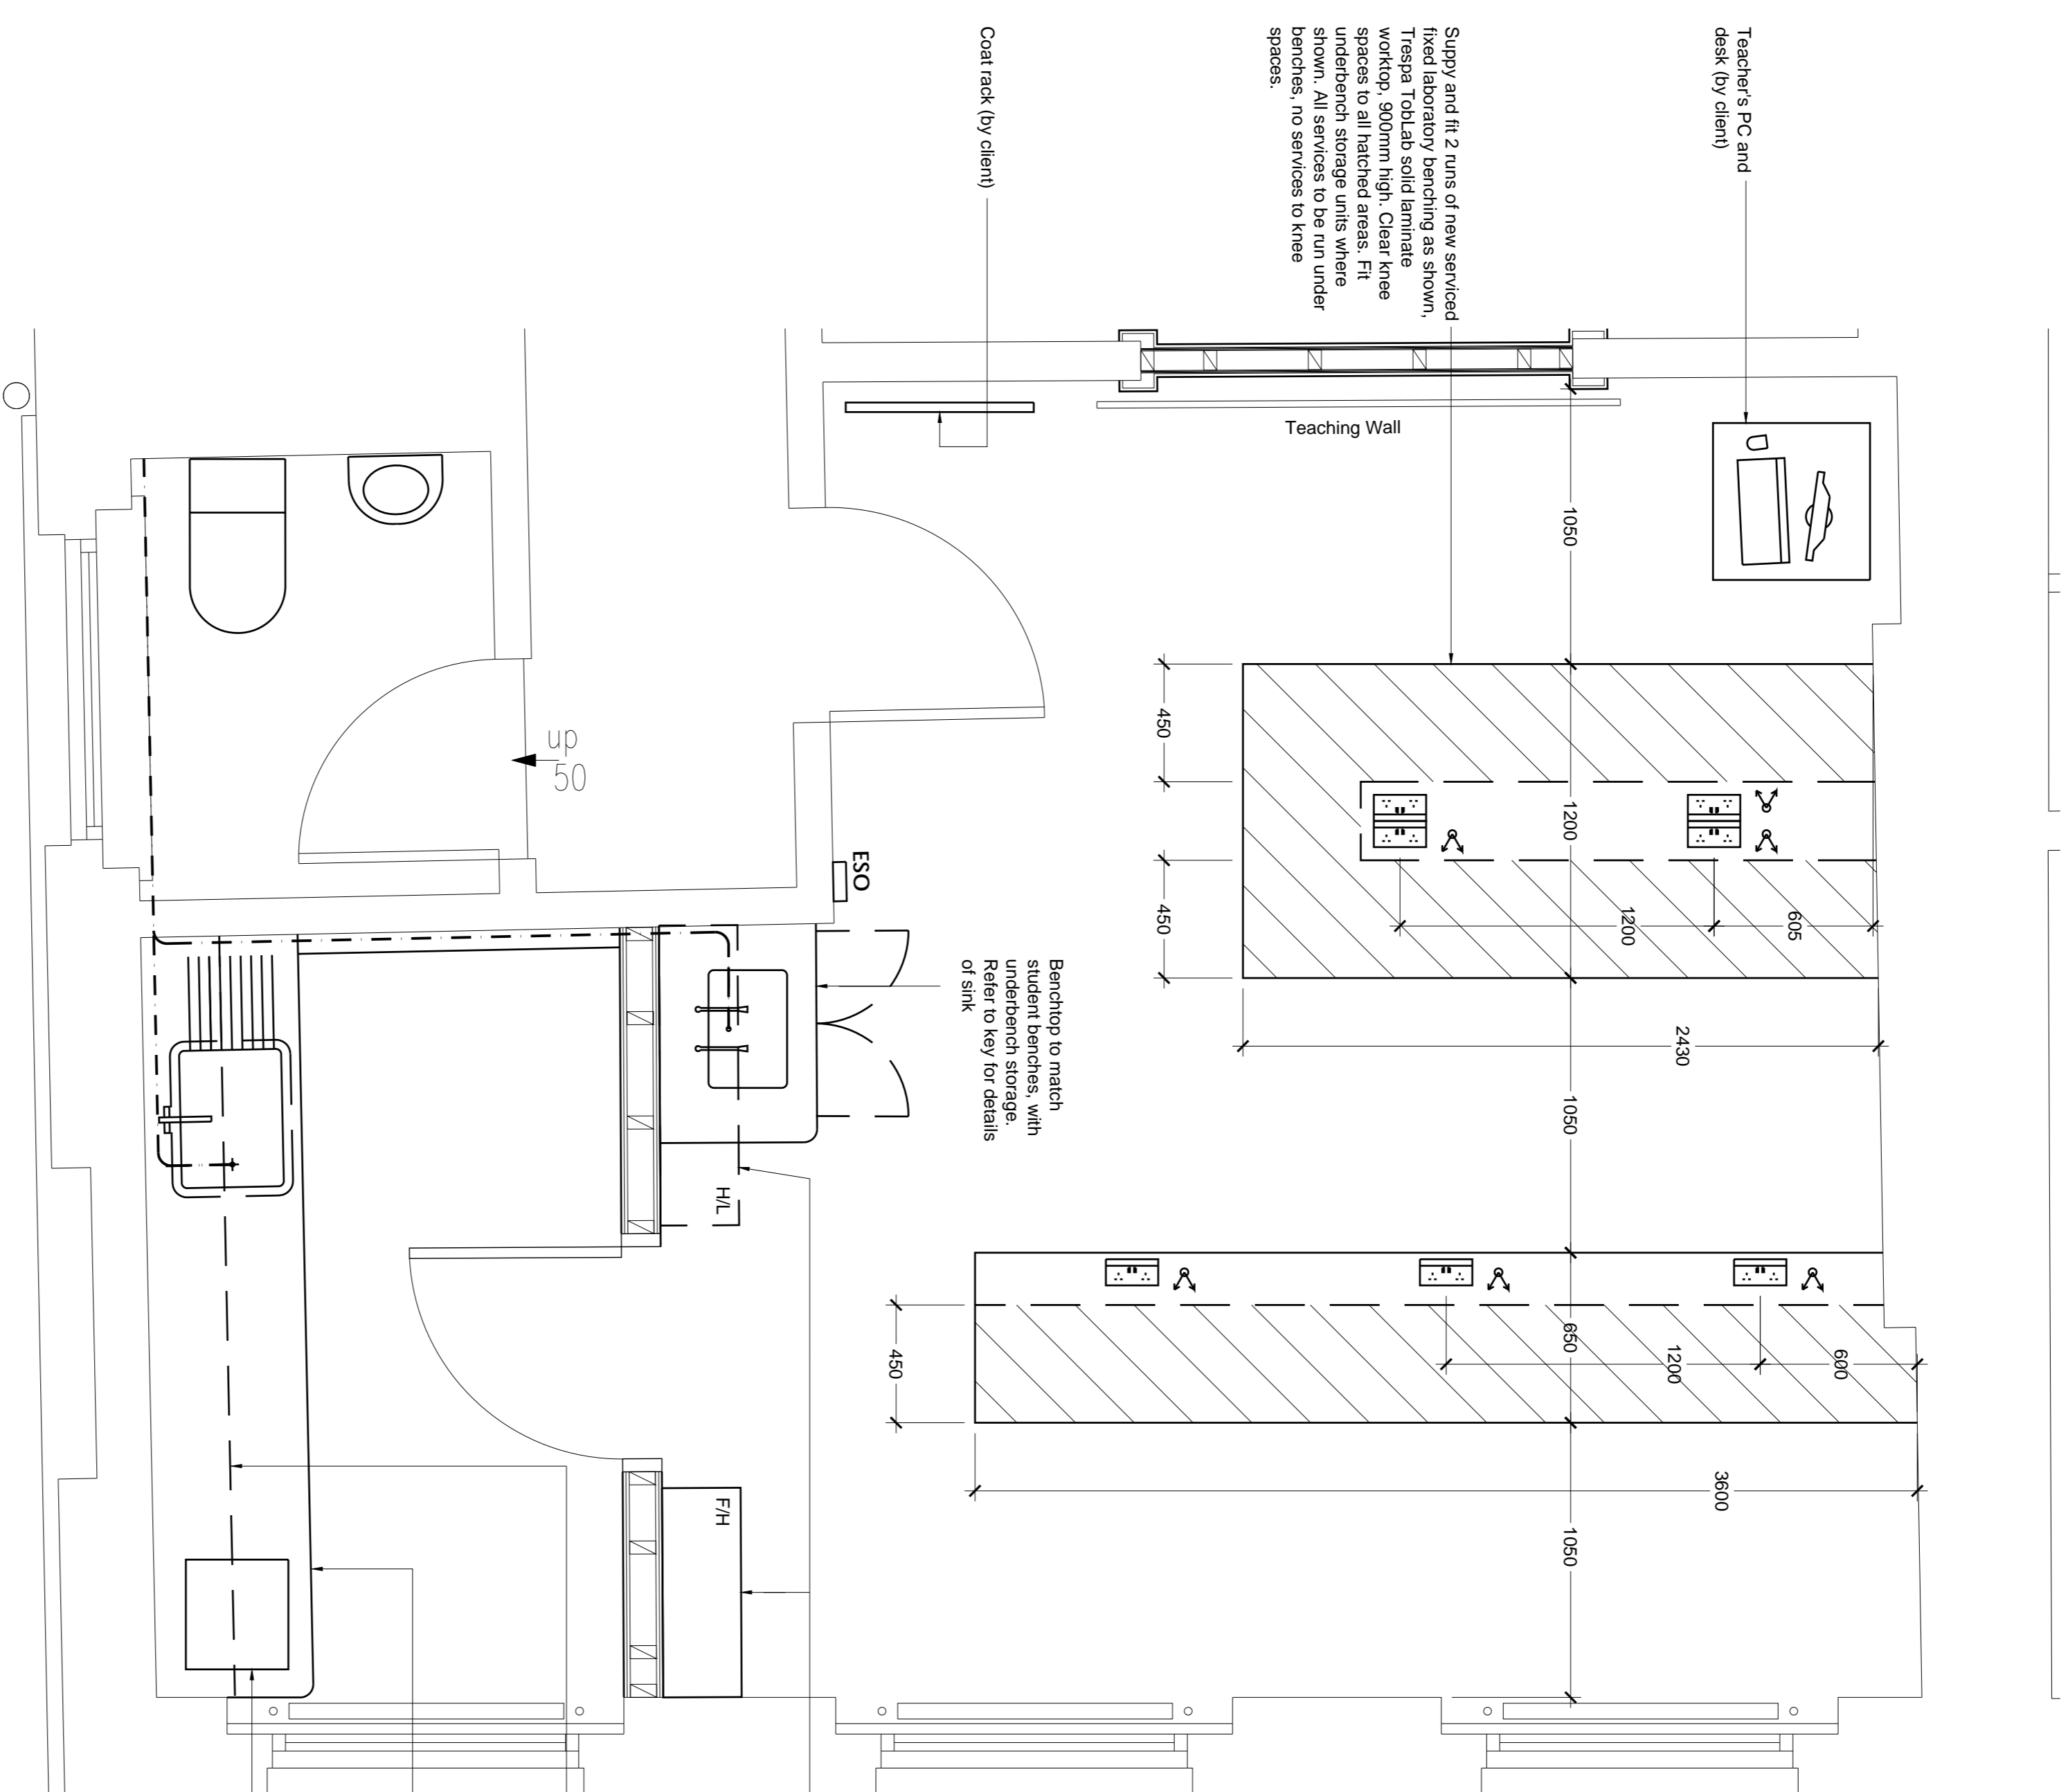 Teacher's PC and
desk (by client)
Suppy and fit 2 runs of new serviced
fixed laboratory benching as shown,
Trespa TobLab solid laminate
worktop, 900mm high. Clear knee
spaces to all hatched areas. Fit
underbench storage units where
shown. All services to be run under
benches, no services to knee
spaces.
Coat rack (by client)
Teaching Wall
1050
450
1200
450
1200
605
2430
up
50
ESO
Benchtop to match
student benches, with
underbench storage.
Refer to key for details
of sink
1050
H/L
650
450
1200
600
3600
F/H
1050